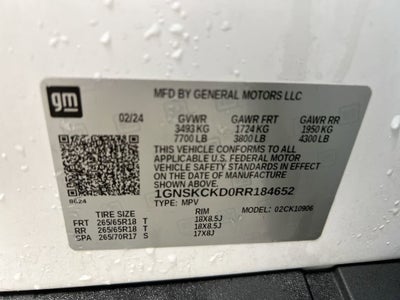 gm
MFD BY GENERAL MOTORS LLC
02/24 GVWR GAWR FRT GAWR RR
3493 KG 1724 KG 1950 KG
7700 LB 3800 LB 4300 LB
THIS VEHICLE CONFORMS TO ALL
APPLICABLE U.S. FEDERAL MOTOR
VEHICLE SAFETY STANDARDS IN EFFECT
ON THE DATE OF MANUFACTURE
SHOWN ABOVE.
1GNSKCKD0RR184652
8624 TYPE: MPV MODEL: 02CK10906
TIRE SIZE RIM
FRT 265/65R18 T 18X8.5J
RR 265/65R18 T 18X8.5J
SPA 265/70R17 S 17X8J